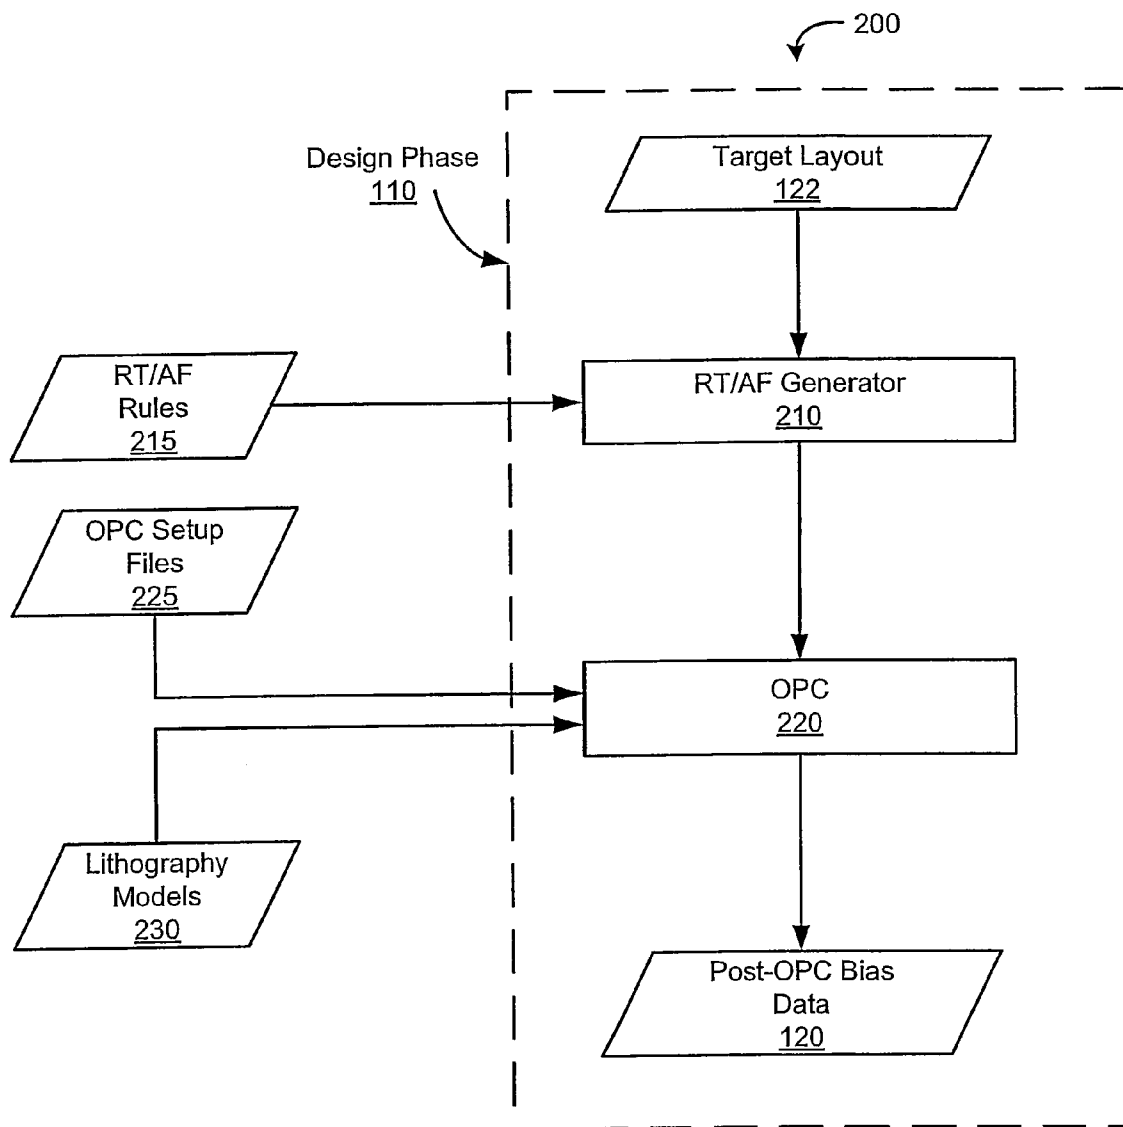 200
Design Phase
110
Target Layout
122
RT/AF
Rules
215
RT/AF Generator
210
OPC Setup
Files
225
OPC
220
Lithography
Models
230
Post-OPC Bias
Data
120